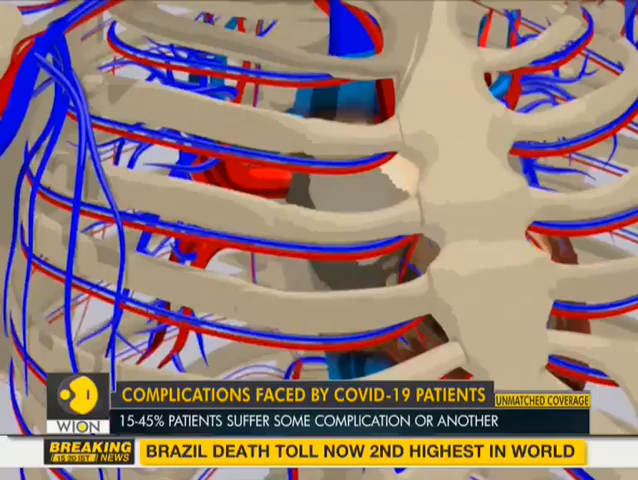 COMPLICATIONS FACED BY COVID-19 PATIENTS
UNMATCHED COVERAGE
15-45% PATIENTS SUFFER SOME COMPLICATION OR ANOTHER
WION
BREAKING
15 20 IST NEWS
BRAZIL DEATH TOLL NOW 2ND HIGHEST IN WORLD